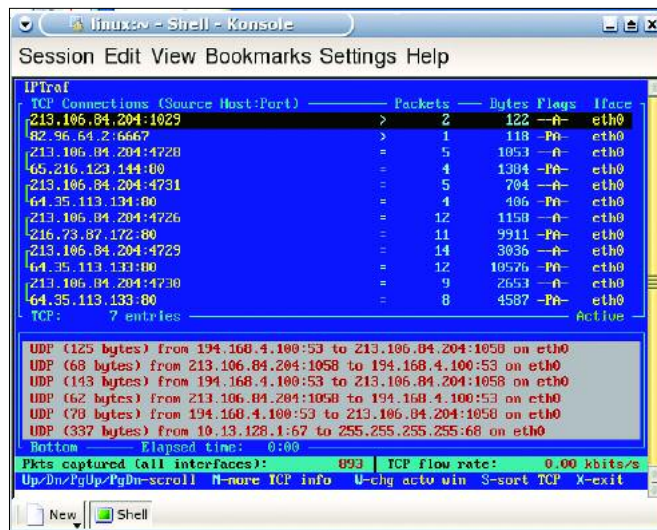 linux:~ - Shell - Konsole
Session Edit View Bookmarks Settings Help
IPTraf
TCP Connections (Source Host:Port) Packets Bytes Flags Iface
213.106.84.204:1029 > 2 122 --A- eth0
82.96.64.2:6667 > 1 118 -PA- eth0
213.106.84.204:4728 = 5 1053 --A- eth0
65.216.123.144:80 = 4 1384 -PA- eth0
213.106.84.204:4731 = 5 704 --A- eth0
64.35.113.134:80 = 4 406 -PA- eth0
213.106.84.204:4726 = 12 1158 --A- eth0
216.73.87.172:80 = 11 9911 -PA- eth0
213.106.84.204:4729 = 14 3036 --A- eth0
64.35.113.133:80 = 12 10576 -PA- eth0
213.106.84.204:4730 = 9 2653 --A- eth0
64.35.113.133:80 = 8 4587 -PA- eth0
TCP: 7 entries Active
UDP (125 bytes) from 194.168.4.100:53 to 213.106.84.204:1058 on eth0
UDP (68 bytes) from 213.106.84.204:1058 to 194.168.4.100:53 on eth0
UDP (143 bytes) from 194.168.4.100:53 to 213.106.84.204:1058 on eth0
UDP (62 bytes) from 213.106.84.204:1058 to 194.168.4.100:53 on eth0
UDP (78 bytes) from 194.168.4.100:53 to 213.106.84.204:1058 on eth0
UDP (337 bytes) from 10.13.128.1:67 to 255.255.255.255:68 on eth0
Bottom Elapsed time: 0:00
Pkts captured (all interfaces): 893 TCP flow rate: 0.00 kbits/s
Up/Dn/PgUp/PgDn-scroll M-more TCP info W-chg actv win S-sort TCP X-exit
New Shell